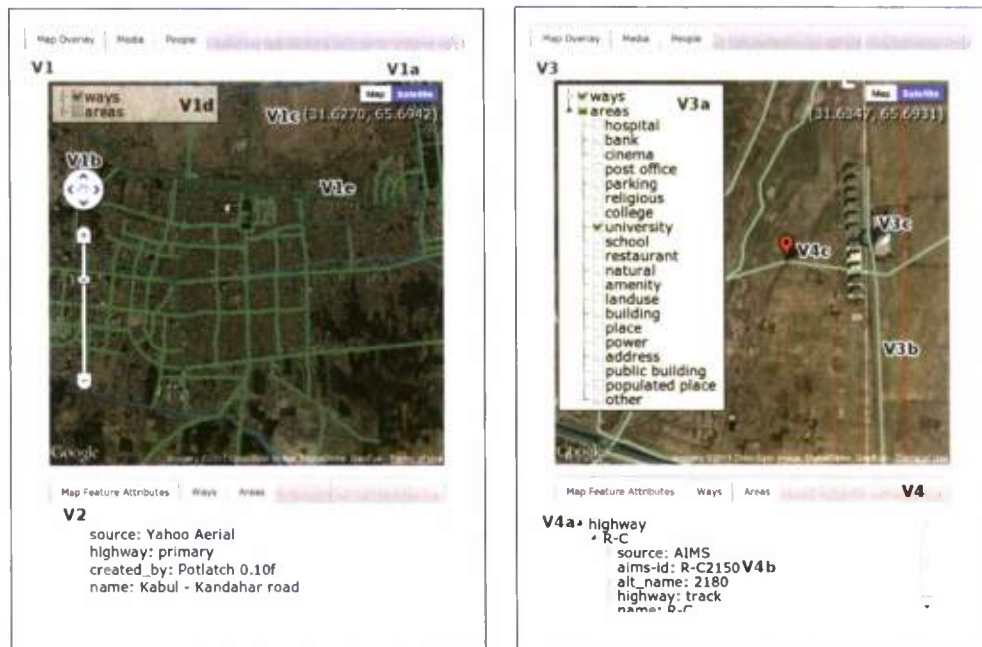 Map Overlay Media People
V1 V1a
ways
areas
V1d
Map Satellite
V1c (31.6270, 65.6942)
V1b
V1e
Google
Map Feature Attributes Ways Areas
V2
source: Yahoo Aerial
highway: primary
created_by: Potlatch 0.10f
name: Kabul - Kandahar road
Map Overlay Media People
V3
ways
areas
V3a
Map Satellite
(31.6347, 65.6931)
hospital
bank
cinema
post office
parking
religious
college
university
school
restaurant
natural
amenity
landuse
building
place
power
address
public building
populated place
other
V3c
V4c
V3b
Google
Map Feature Attributes Ways Areas V4
V4a highway
R-C
source: AIMS
aims-id: R-C2150 V4b
alt_name: 2180
highway: track
name: R-C